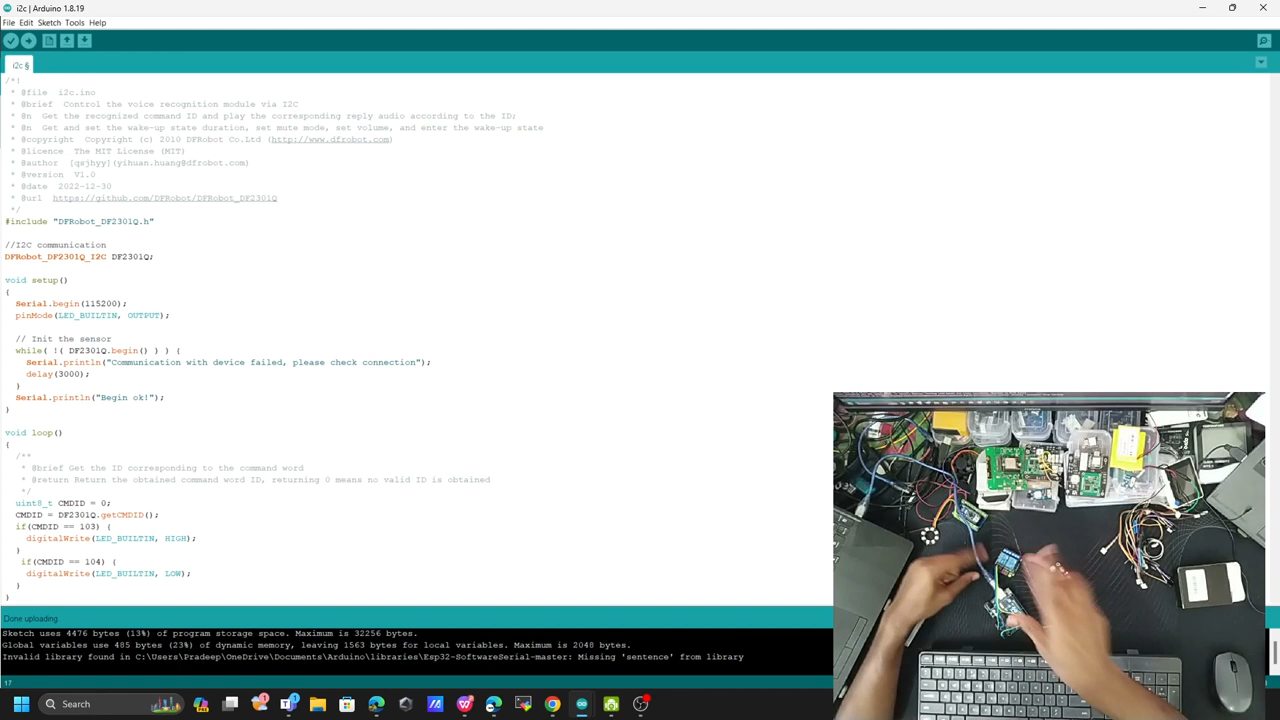 i2c | Arduino 1.8.19
File Edit Sketch Tools Help
i2c §
/*!
* @file i2c.ino
* @brief Control the voice recognition module via I2C
* @n Get the recognized command ID and play the corresponding reply audio according to the ID;
* @n Get and set the wake-up state duration, set mute mode, set volume, and enter the wake-up state
* @copyright Copyright (c) 2010 DFRobot Co.Ltd (http://www.dfrobot.com)
* @licence The MIT License (MIT)
* @author [qsjhyy](yihuan.huang@dfrobot.com)
* @version V1.0
* @date 2022-12-30
* @url https://github.com/DFRobot/DFRobot_DF2301Q
*/
#include "DFRobot_DF2301Q.h"
//I2C communication
DFRobot_DF2301Q_I2C DF2301Q;
void setup()
{
Serial.begin(115200);
pinMode(LED_BUILTIN, OUTPUT);
// Init the sensor
while( !( DF2301Q.begin() ) ) {
Serial.println("Communication with device failed, please check connection");
delay(3000);
}
Serial.println("Begin ok!");
}
void loop()
{
/**
* @brief Get the ID corresponding to the command word
* @return Return the obtained command word ID, returning 0 means no valid ID is obtained
*/
uint8_t CMDID = 0;
CMDID = DF2301Q.getCMDID();
if(CMDID == 103) {
digitalWrite(LED_BUILTIN, HIGH);
}
if(CMDID == 104) {
digitalWrite(LED_BUILTIN, LOW);
}
}
Done uploading.
Sketch uses 4476 bytes (13%) of program storage space. Maximum is 32256 bytes.
Global variables use 485 bytes (23%) of dynamic memory, leaving 1563 bytes for local variables. Maximum is 2048 bytes.
Invalid library found in C:\Users\Pradeep\OneDrive\Documents\Arduino\libraries\Esp32-SoftwareSerial-master: Missing 'sentence' from library
17
Search